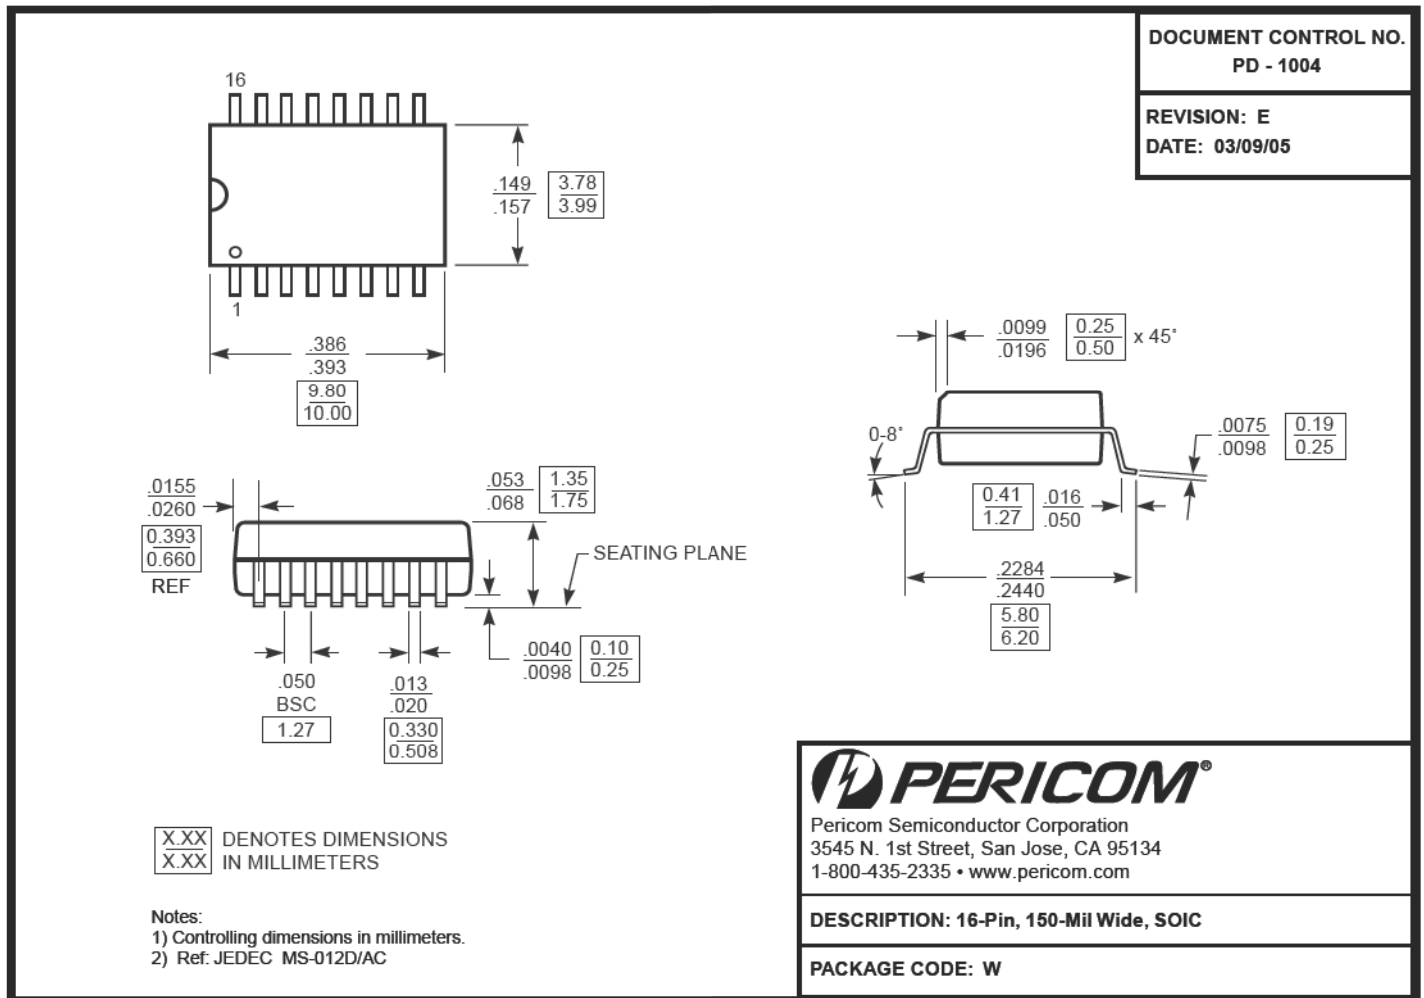 DOCUMENT CONTROL NO.
PD - 1004
REVISION: E
DATE: 03/09/05
16
.149
.157
3.78
3.99
1
.386
.393
9.80
10.00
.0099
.0196
0.25
0.50
x 45°
0-8°
.0075
.0098
0.19
0.25
0.41
1.27
.016
.050
.2284
.2440
5.80
6.20
.0155
.0260
0.393
0.660
REF
.053
.068
1.35
1.75
SEATING PLANE
.0040
.0098
0.10
0.25
.050
BSC
1.27
.013
.020
0.330
0.508
X.XX
X.XX
DENOTES DIMENSIONS
IN MILLIMETERS
Notes:
1) Controlling dimensions in millimeters.
2) Ref: JEDEC MS-012D/AC
PERICOM®
Pericom Semiconductor Corporation
3545 N. 1st Street, San Jose, CA 95134
1-800-435-2335 • www.pericom.com
DESCRIPTION: 16-Pin, 150-Mil Wide, SOIC
PACKAGE CODE: W